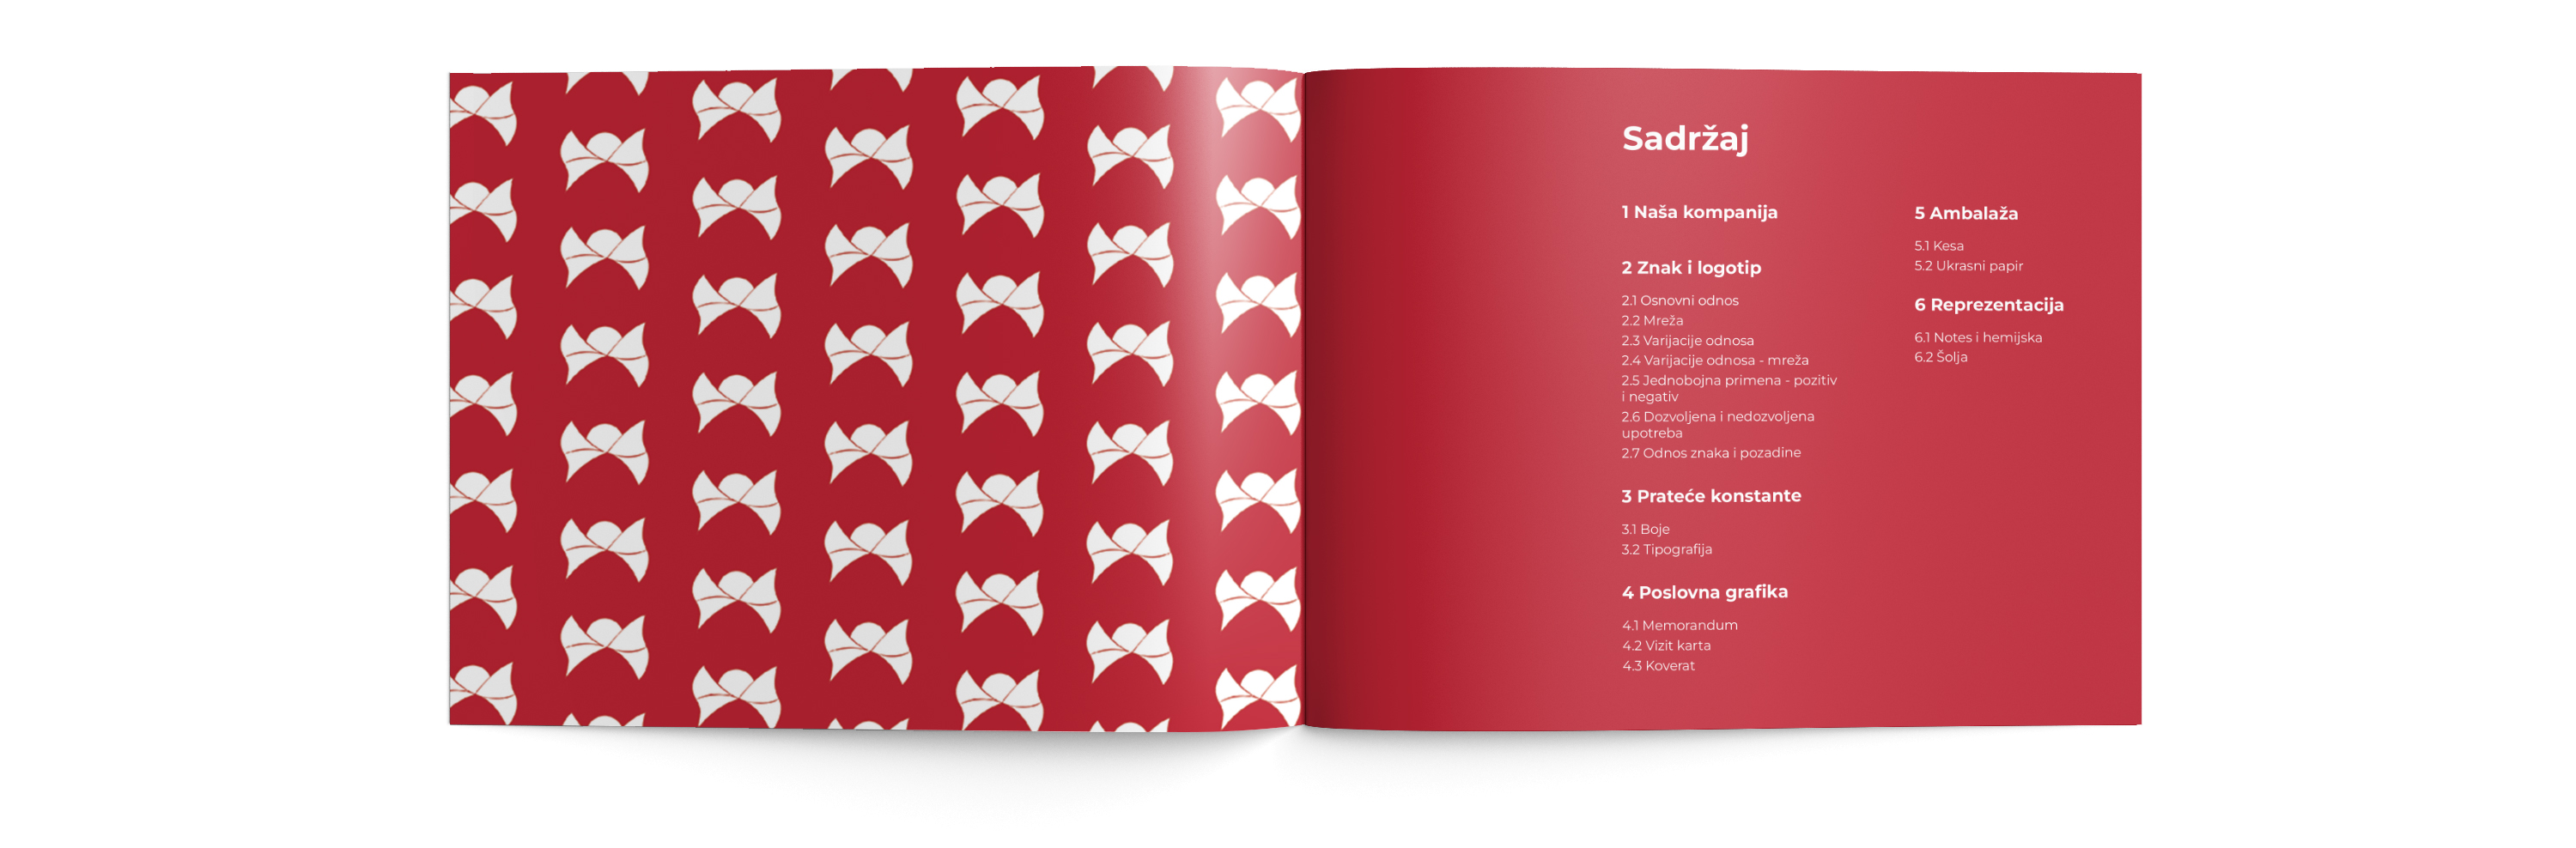 Sadržaj
1 Naša kompanija
2 Znak i logotip
2.1 Osnovni odnos
2.2 Mreža
2.3 Varijacije odnosa
2.4 Varijacije odnosa - mreža
2.5 Jednobojna primena - pozitiv
i negativ
2.6 Dozvoljena i nedozvoljena
upotreba
2.7 Odnos znaka i pozadine
3 Prateće konstante
3.1 Boje
3.2 Tipografija
4 Poslovna grafika
4.1 Memorandum
4.2 Vizit karta
4.3 Koverat
5 Ambalaža
5.1 Kesa
5.2 Ukrasni papir
6 Reprezentacija
6.1 Notes i hemijska
6.2 Šolja